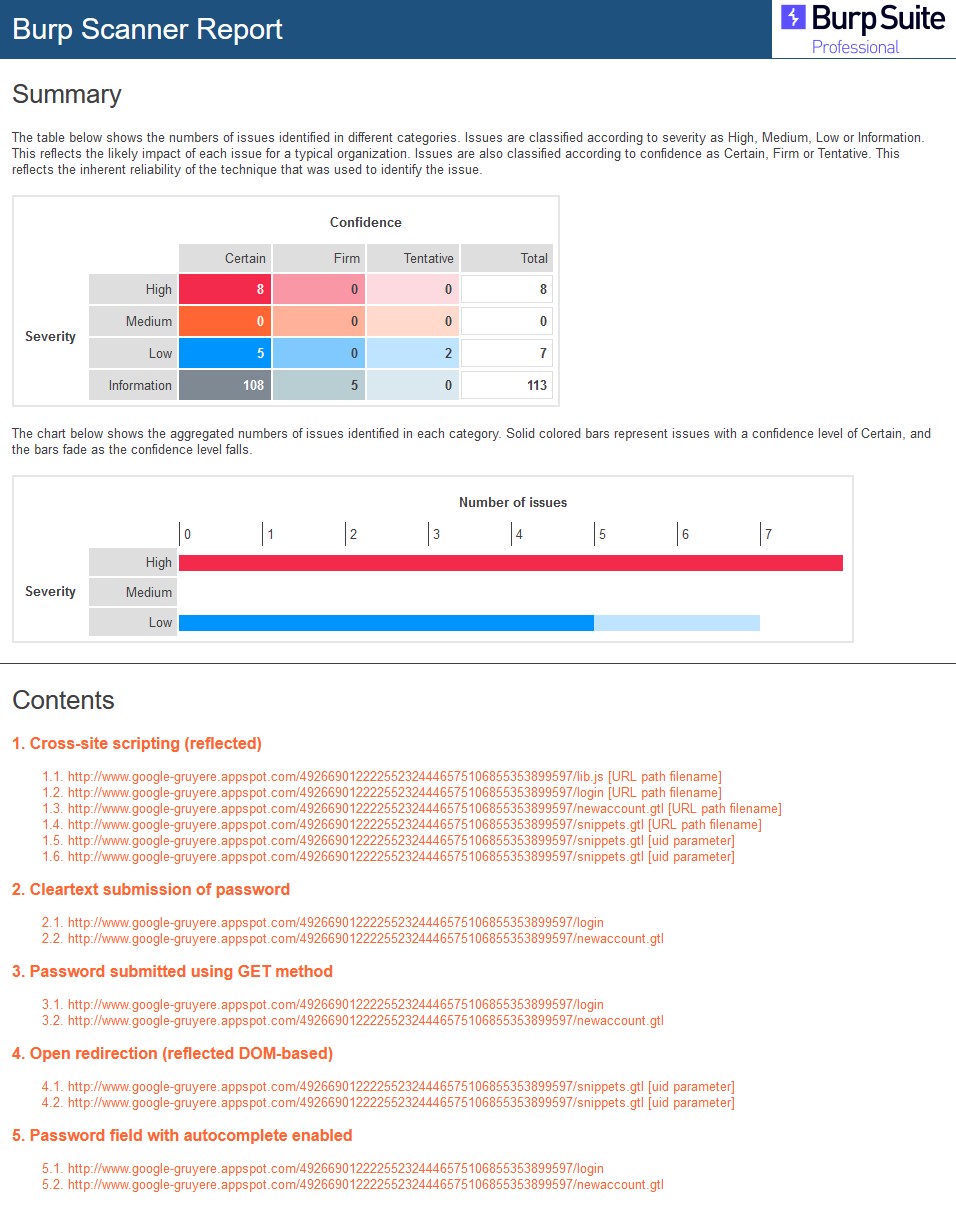 Burp Scanner Report
BurpSuite
Professional
Summary
The table below shows the numbers of issues identified in different categories. Issues are classified according to severity as High, Medium, Low or Information.
This reflects the likely impact of each issue for a typical organization. Issues are also classified according to confidence as Certain, Firm or Tentative. This
reflects the inherent reliability of the technique that was used to identify the issue.
Confidence
Certain Firm Tentative Total
High 8 0 0 8
Medium 0 0 0 0
Severity
Low 5 0 2 7
Information 108 5 0 113
The chart below shows the aggregated numbers of issues identified in each category. Solid colored bars represent issues with a confidence level of Certain, and
the bars fade as the confidence level falls.
Number of issues
0 1 2 3 4 5 6 7
High
Severity Medium
Low
Contents
1. Cross-site scripting (reflected)
1.1. http://www.google-gruyere.appspot.com/492669012222552324446575106855353899597/lib.js [URL path filename]
1.2. http://www.google-gruyere.appspot.com/492669012222552324446575106855353899597/login [URL path filename]
1.3. http://www.google-gruyere.appspot.com/492669012222552324446575106855353899597/newaccount.gtl [URL path filename]
1.4. http://www.google-gruyere.appspot.com/492669012222552324446575106855353899597/snippets.gtl [URL path filename]
1.5. http://www.google-gruyere.appspot.com/492669012222552324446575106855353899597/snippets.gtl [uid parameter]
1.6. http://www.google-gruyere.appspot.com/492669012222552324446575106855353899597/snippets.gtl [uid parameter]
2. Cleartext submission of password
2.1. http://www.google-gruyere.appspot.com/492669012222552324446575106855353899597/login
2.2. http://www.google-gruyere.appspot.com/492669012222552324446575106855353899597/newaccount.gtl
3. Password submitted using GET method
3.1. http://www.google-gruyere.appspot.com/492669012222552324446575106855353899597/login
3.2. http://www.google-gruyere.appspot.com/492669012222552324446575106855353899597/newaccount.gtl
4. Open redirection (reflected DOM-based)
4.1. http://www.google-gruyere.appspot.com/492669012222552324446575106855353899597/snippets.gtl [uid parameter]
4.2. http://www.google-gruyere.appspot.com/492669012222552324446575106855353899597/snippets.gtl [uid parameter]
5. Password field with autocomplete enabled
5.1. http://www.google-gruyere.appspot.com/492669012222552324446575106855353899597/login
5.2. http://www.google-gruyere.appspot.com/492669012222552324446575106855353899597/newaccount.gtl